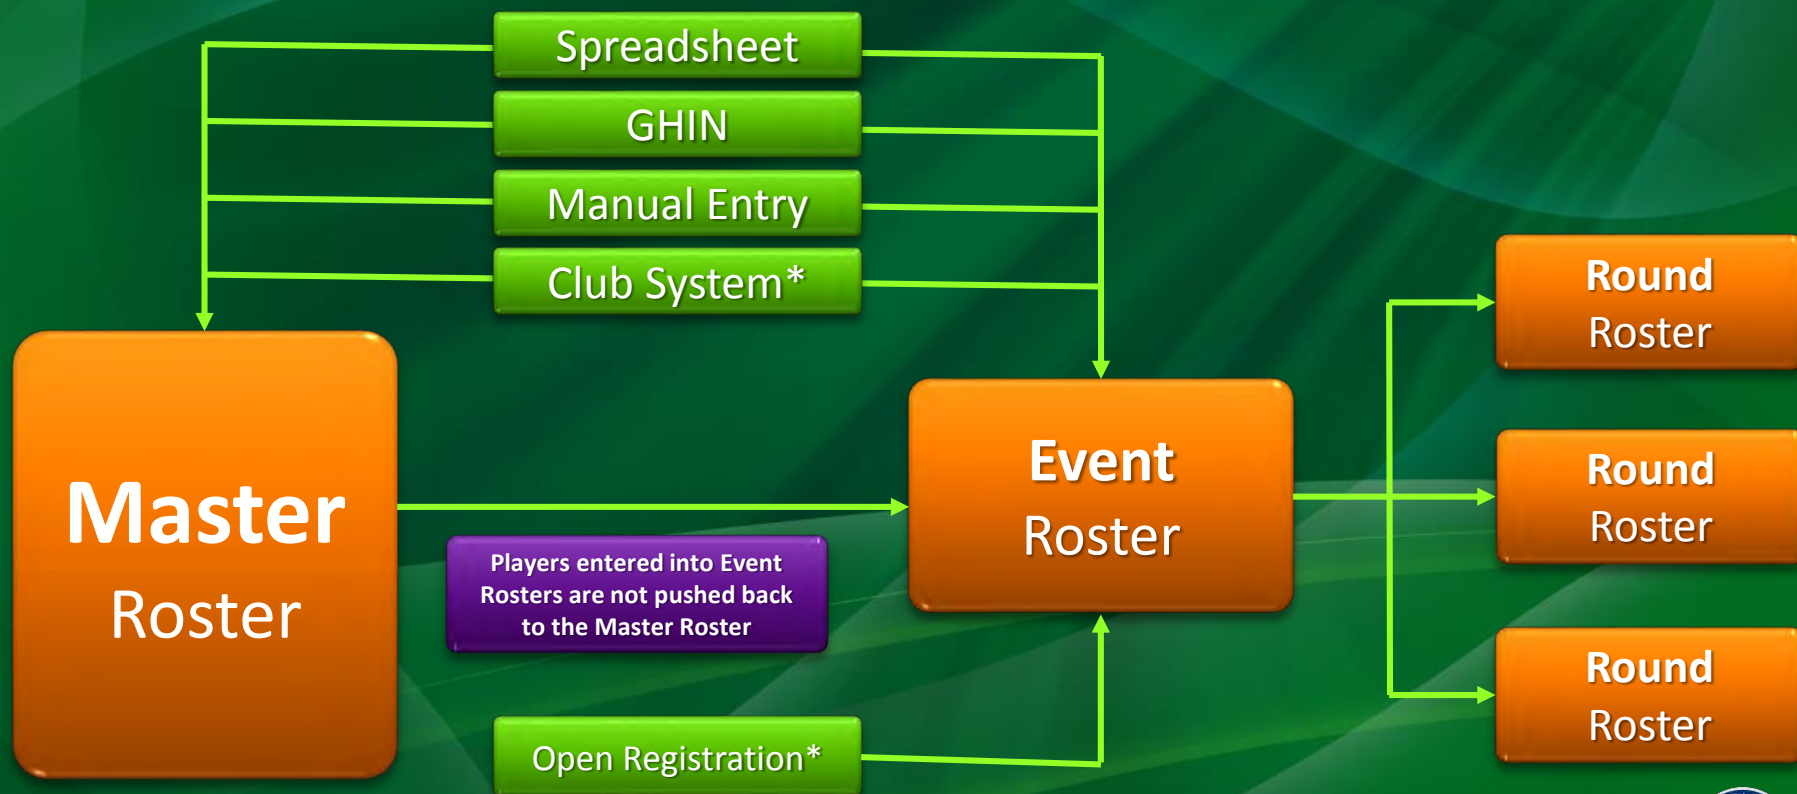 Spreadsheet
GHIN
Manual Entry
Club System*
Master
Roster
Players entered into Event
Rosters are not pushed back
to the Master Roster
Open Registration*
Event
Roster
Round
Roster
Round
Roster
Round
Roster